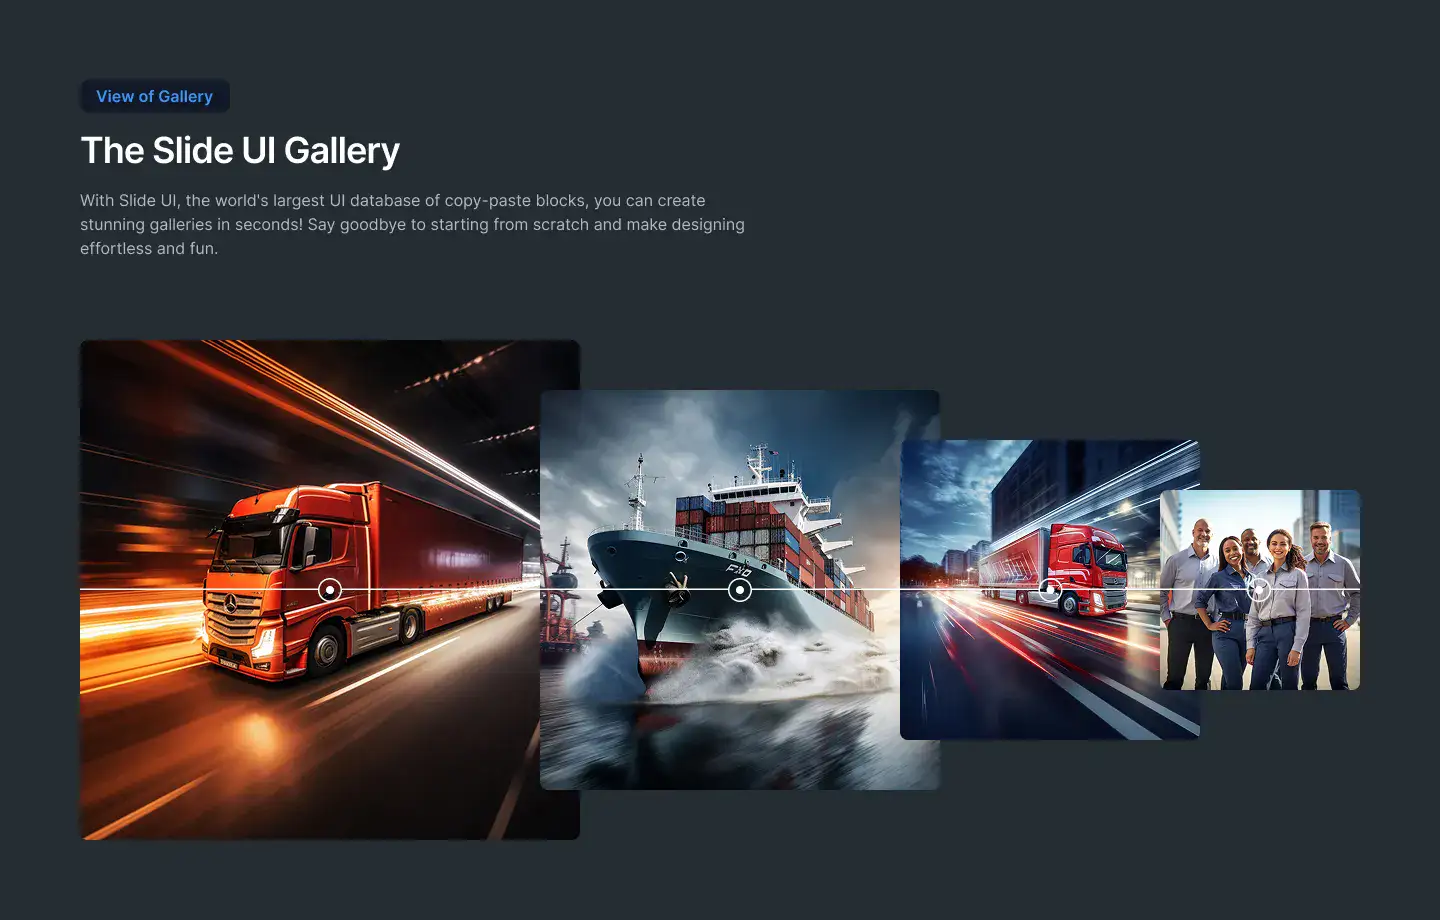 View of Gallery
The Slide UI Gallery
With Slide UI, the world's largest UI database of copy-paste blocks, you can create
stunning galleries in seconds! Say goodbye to starting from scratch and make designing
effortless and fun.